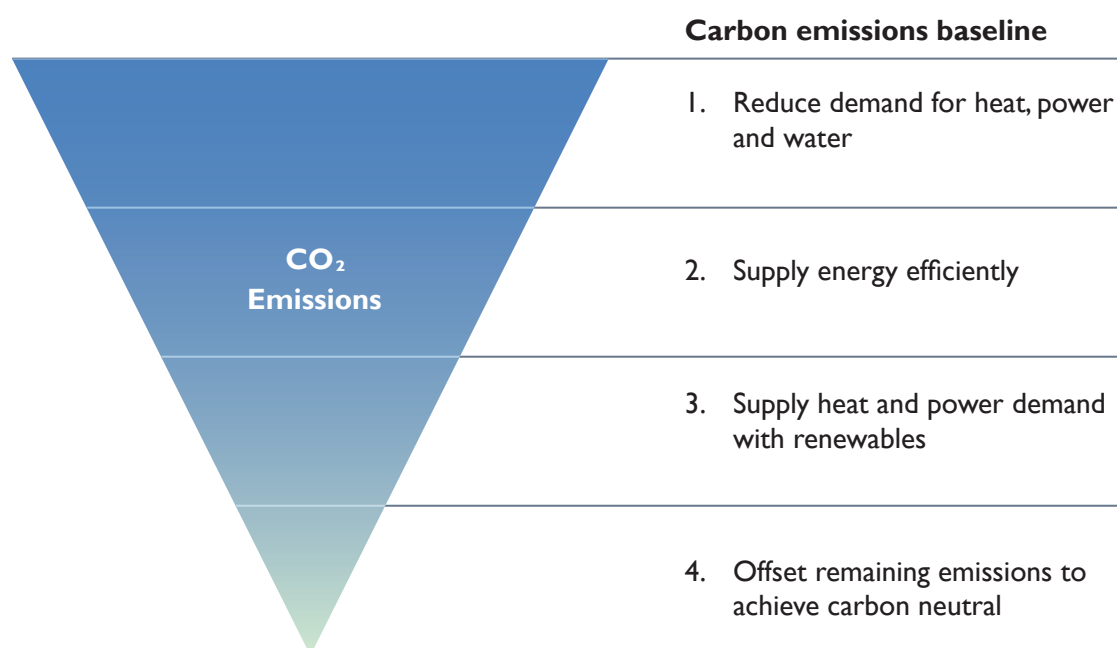 Carbon emissions baseline
1. Reduce demand for heat, power
and water
CO₂
Emissions
2. Supply energy efficiently
3. Supply heat and power demand
with renewables
4. Offset remaining emissions to
achieve carbon neutral